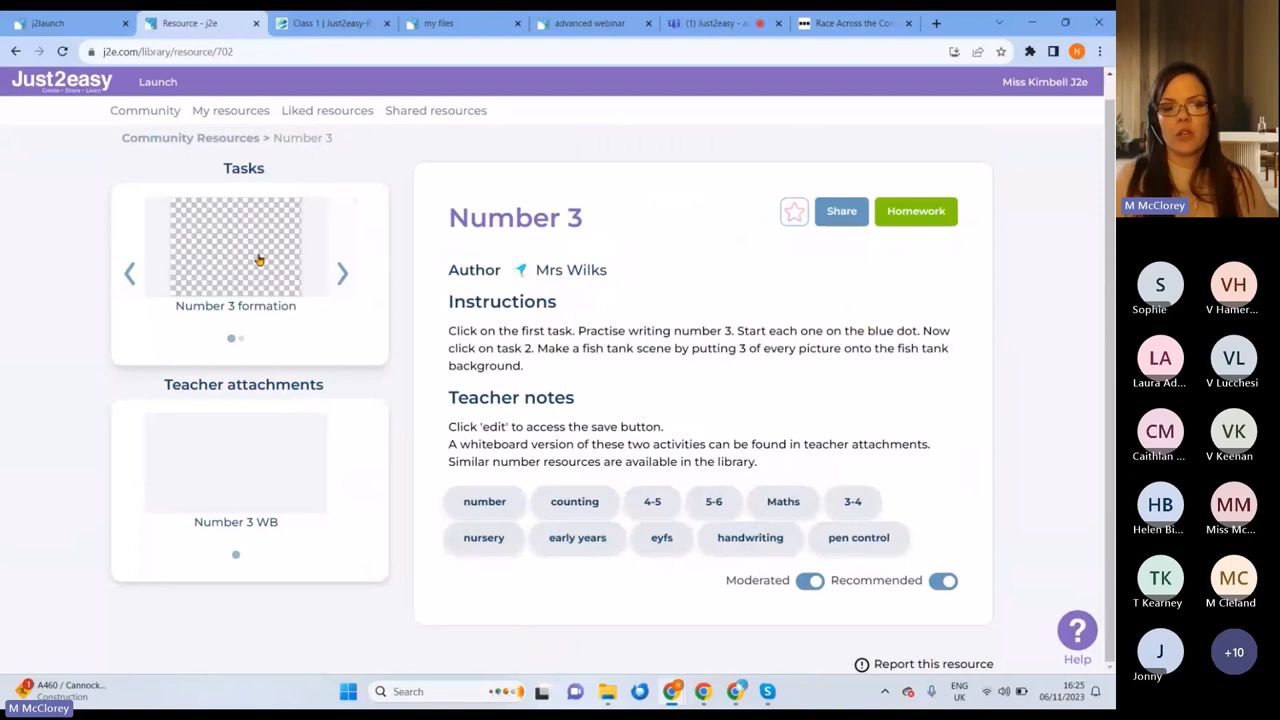 j2launch
Resource - j2e
Class 1 | Just2easy-P
my files
advanced webinar
(1) Just2easy - a
Race Across the Con
j2e.com/library/resource/702
N
Just2easy
Create • Share • Learn
Launch
Miss Kimbell J2e
Community
My resources
Liked resources
Shared resources
Community Resources > Number 3
Tasks
Number 3 formation
Teacher attachments
Number 3 WB
Number 3
Share
Homework
Author
Mrs Wilks
Instructions
Click on the first task. Practise writing number 3. Start each one on the blue dot. Now
click on task 2. Make a fish tank scene by putting 3 of every picture onto the fish tank
background.
Teacher notes
Click 'edit' to access the save button.
A whiteboard version of these two activities can be found in teacher attachments.
Similar number resources are available in the library.
number
counting
4-5
5-6
Maths
3-4
nursery
early years
eyfs
handwriting
pen control
Moderated
Recommended
?
Help
Report this resource
1
A460 / Cannock...
Construction
Search
ENG
UK
16:25
06/11/2023
M McClorey
M McClorey
S
Sophie
VH
V Hamer...
LA
Laura Ad...
VL
V Lucchesi
CM
Caithlan ...
VK
V Keenan
HB
Helen Bi...
MM
Miss Mc...
TK
T Kearney
MC
M Cleland
J
Jonny
+10